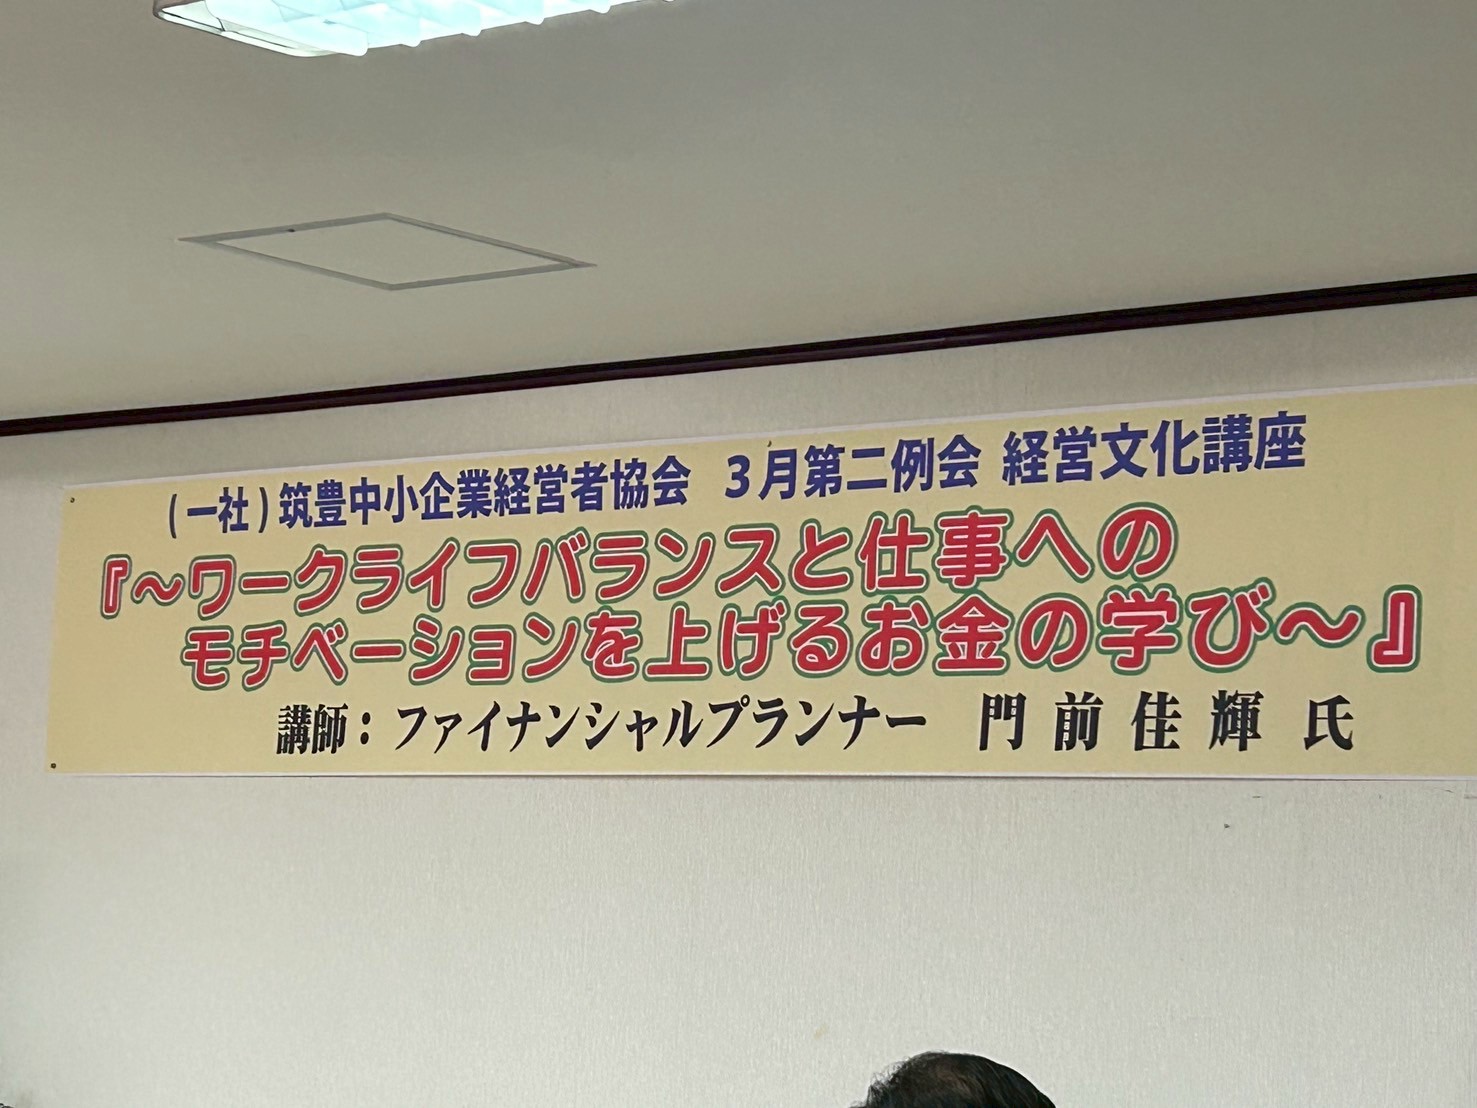 (一社)筑豊中小企業経営者協会 3月第二例会 経営文化講座
『～ワークライフバランスと仕事への
モチベーションを上げるお金の学び～』
講師：ファイナンシャルプランナー 門前佳輝氏